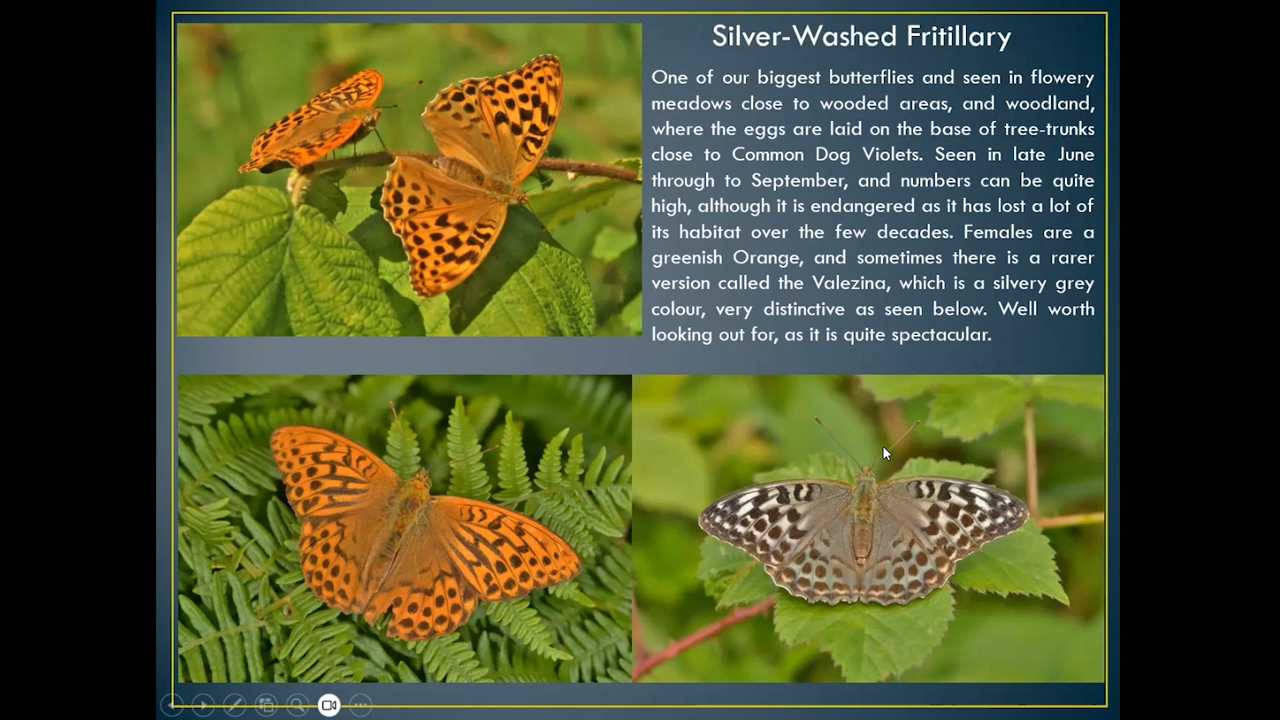 Silver-Washed Fritillary
One of our biggest butterflies and seen in flowery
meadows close to wooded areas, and woodland,
where the eggs are laid on the base of tree-trunks
close to Common Dog Violets. Seen in late June
through to September, and numbers can be quite
high, although it is endangered as it has lost a lot of
its habitat over the few decades. Females are a
greenish Orange, and sometimes there is a rarer
version called the Valezina, which is a silvery grey
colour, very distinctive as seen below. Well worth
looking out for, as it is quite spectacular.